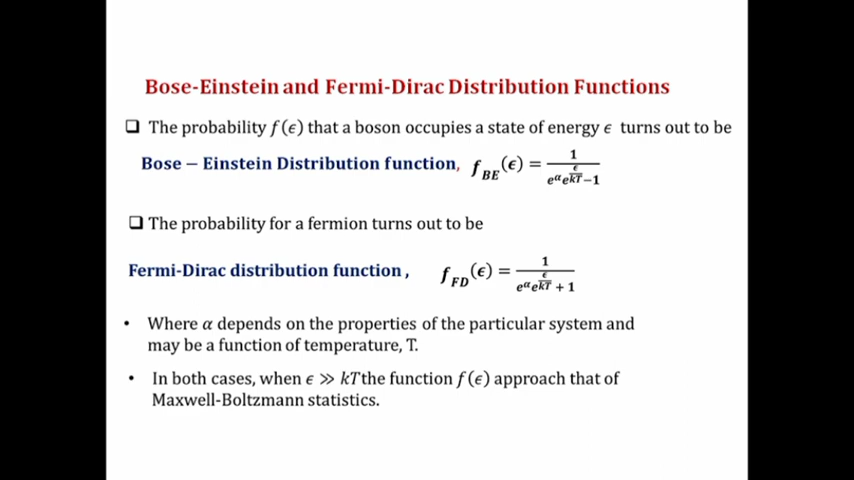 Bose-Einstein and Fermi-Dirac Distribution Functions
❑ The probability f(ϵ) that a boson occupies a state of energy ϵ turns out to be
Bose − Einstein Distribution function, f_BE(ϵ) = 1/(e^α e^(ϵ/kT) −1)
❑ The probability for a fermion turns out to be
Fermi-Dirac distribution function, f_FD(ϵ) = 1/(e^α e^(ϵ/kT) + 1)
• Where α depends on the properties of the particular system and
may be a function of temperature, T.
• In both cases, when ϵ ≫ kT the function f(ϵ) approach that of
Maxwell-Boltzmann statistics.